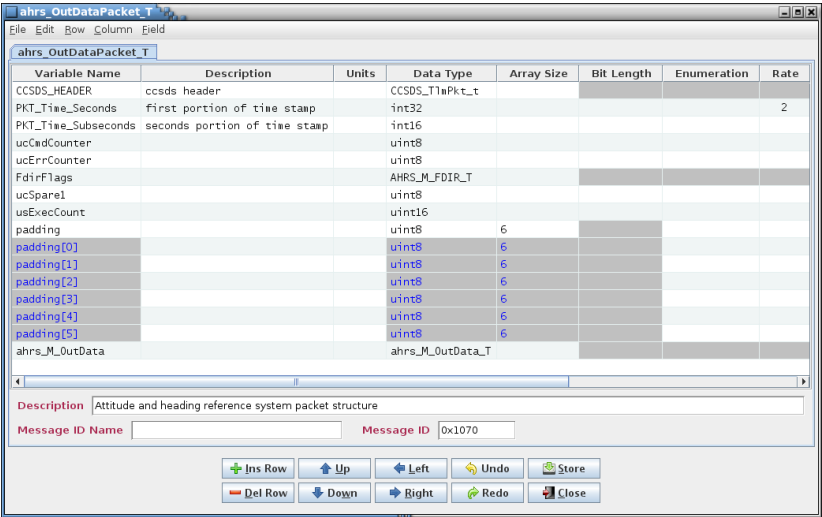 ahrs_OutDataPacket_T
File Edit Row Column Field
ahrs_OutDataPacket_T
Variable Name Description Units Data Type Array Size Bit Length Enumeration Rate
CCSDS_HEADER ccsds header CCSDS_TlmPkt_t
PKT_Time_Seconds first portion of time stamp int32 2
PKT_Time_Subseconds seconds portion of time stamp int16
ucCmdCounter uint8
ucErrCounter uint8
FdirFlags AHRS_M_FDIR_T
ucSpare1 uint8
usExecCount uint16
padding uint8 6
padding[0] uint8 6
padding[1] uint8 6
padding[2] uint8 6
padding[3] uint8 6
padding[4] uint8 6
padding[5] uint8 6
ahrs_M_OutData ahrs_M_OutData_T
Description Attitude and heading reference system packet structure
Message ID Name Message ID 0x1070
Ins Row Up Left Undo Store
Del Row Down Right Redo Close